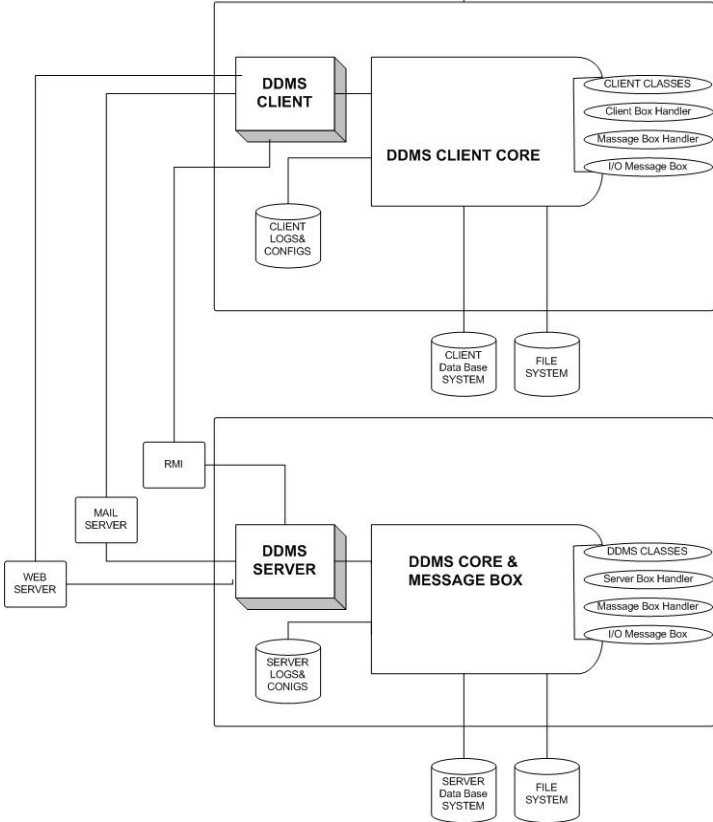 DDMS
CLIENT
CLIENT CLASSES
Client Box Handler
Massage Box Handler
I/O Message Box
DDMS CLIENT CORE
CLIENT
LOGS&
CONFIGS
CLIENT
Data Base
SYSTEM
FILE
SYSTEM
RMI
MAIL
SERVER
WEB
SERVER
DDMS
SERVER
DDMS CORE &
MESSAGE BOX
DDMS CLASSES
Server Box Handler
Massage Box Handler
I/O Message Box
SERVER
LOGS&
CONIGS
SERVER
Data Base
SYSTEM
FILE
SYSTEM